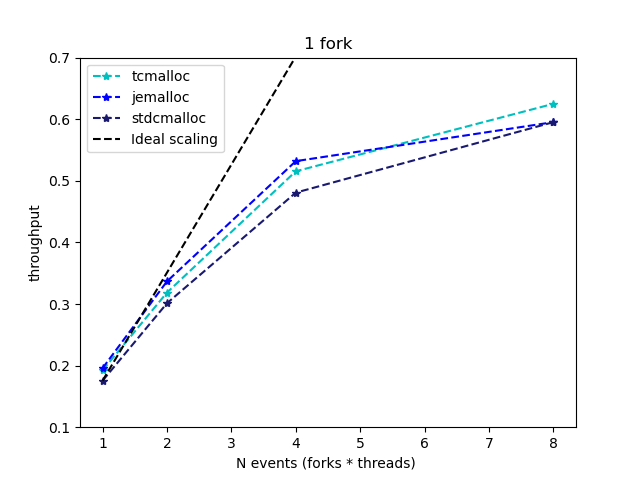 1 fork
tcmalloc
jemalloc
stdcmalloc
Ideal scaling
throughput
0.7
0.6
0.5
0.4
0.3
0.2
0.1
1 2 3 4 5 6 7 8
N events (forks * threads)